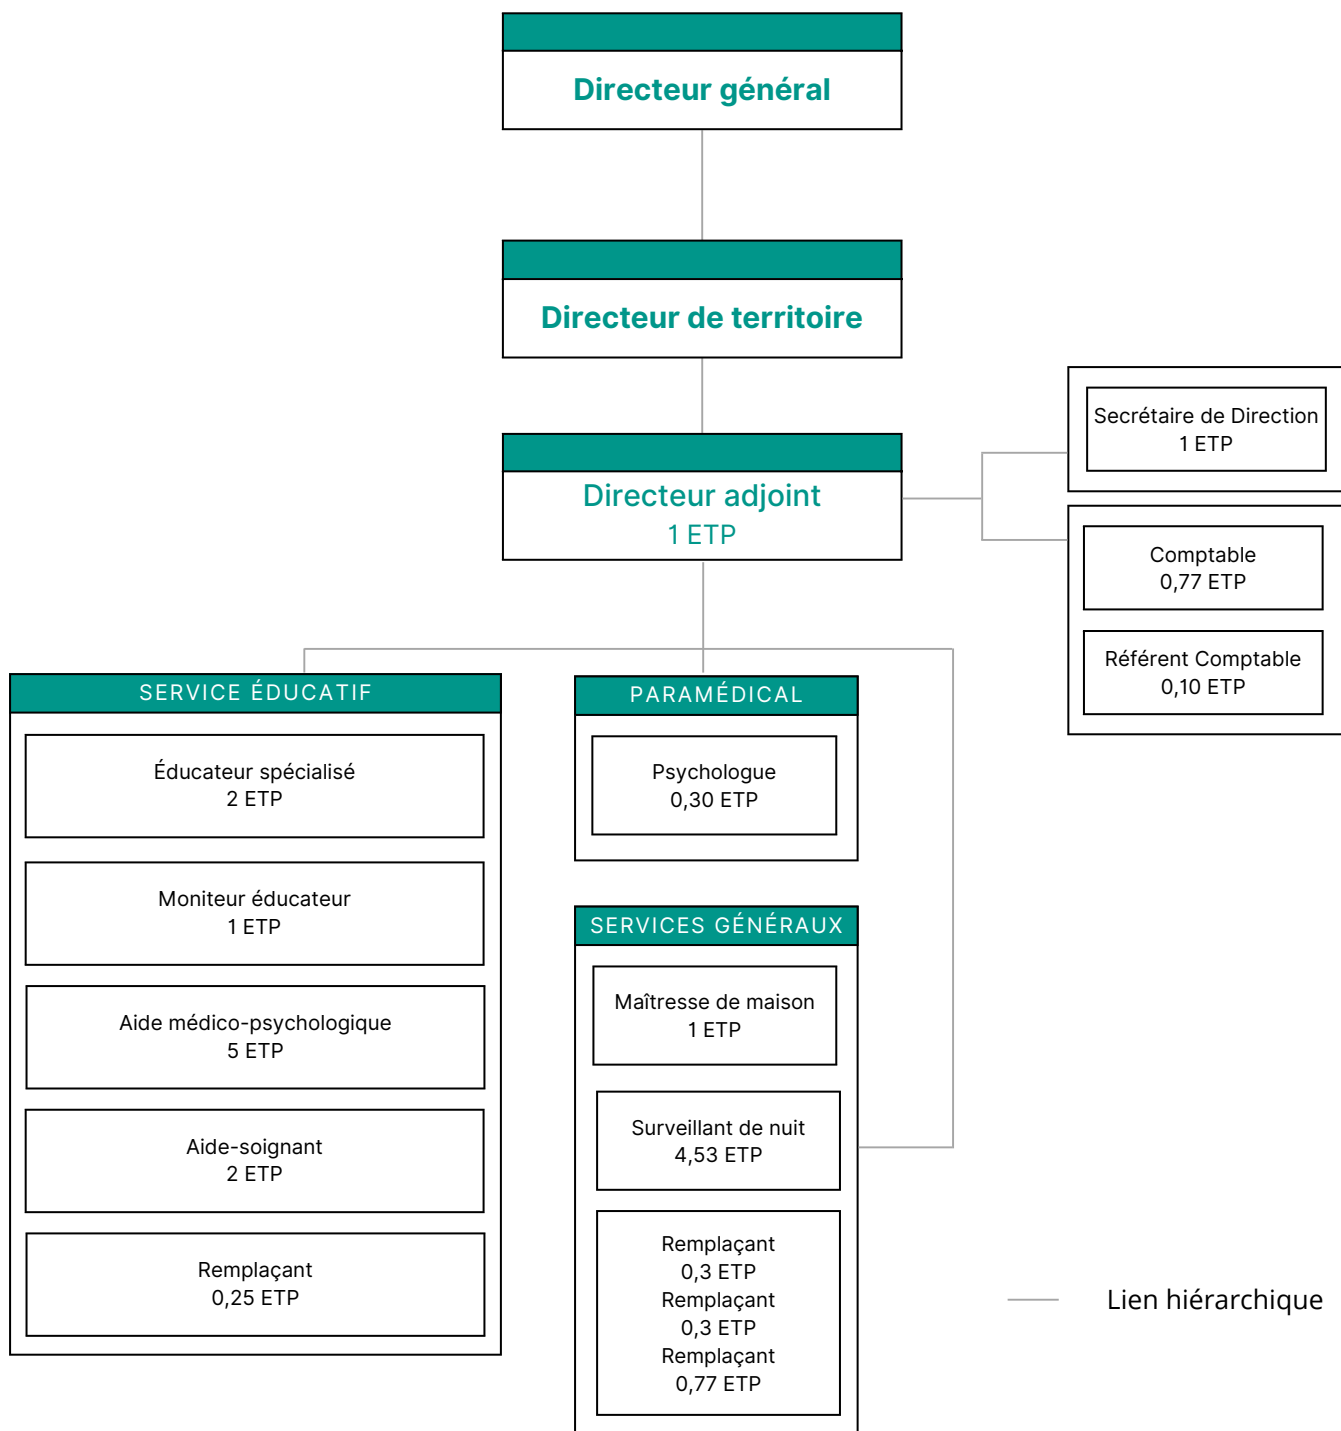 Directeur général
Directeur de territoire
Directeur adjoint
1 ETP
Secrétaire de Direction
1 ETP
Comptable
0,77 ETP
Référent Comptable
0,10 ETP
SERVICE ÉDUCATIF
Éducateur spécialisé
2 ETP
Moniteur éducateur
1 ETP
Aide médico-psychologique
5 ETP
Aide-soignant
2 ETP
Remplaçant
0,25 ETP
PARAMÉDICAL
Psychologue
0,30 ETP
SERVICES GÉNÉRAUX
Maîtresse de maison
1 ETP
Surveillant de nuit
4,53 ETP
Remplaçant
0,3 ETP
Remplaçant
0,3 ETP
Remplaçant
0,77 ETP
Lien hiérarchique